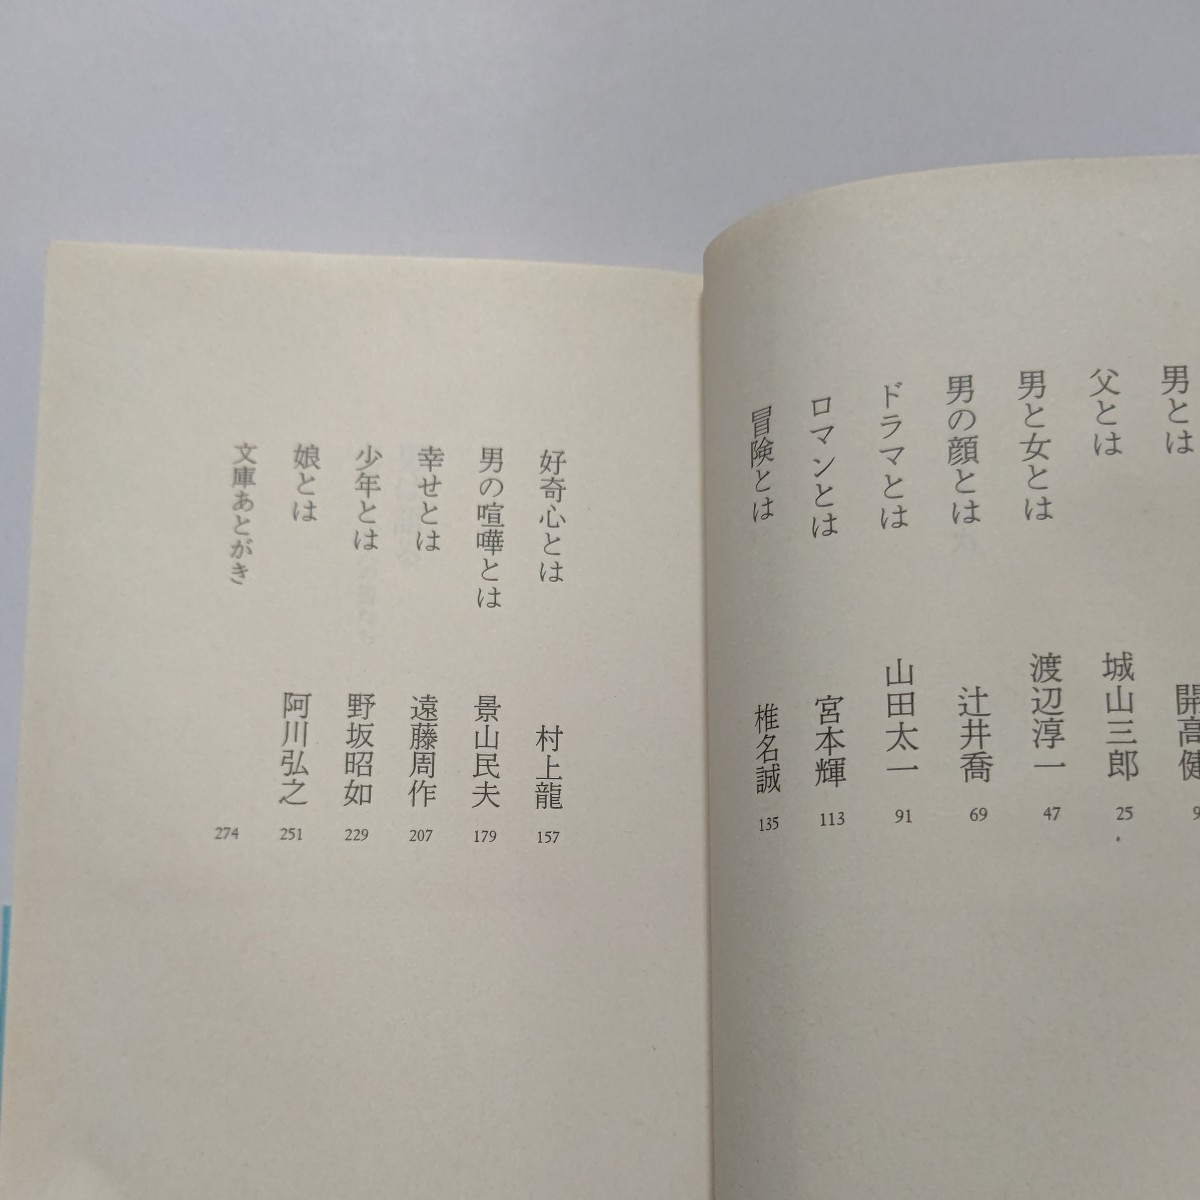 男とは 開高健 9
父とは 城山三郎 25
男と女とは 渡辺淳一 47
男の顔とは 辻井喬 69
ドラマとは 山田太一 91
ロマンとは 宮本輝 113
冒険とは 椎名誠 135
好奇心とは 村上龍 157
男の喧嘩とは 景山民夫 179
幸せとは 遠藤周作 207
少年とは 野坂昭如 229
娘とは 阿川弘之 251
文庫あとがき 274